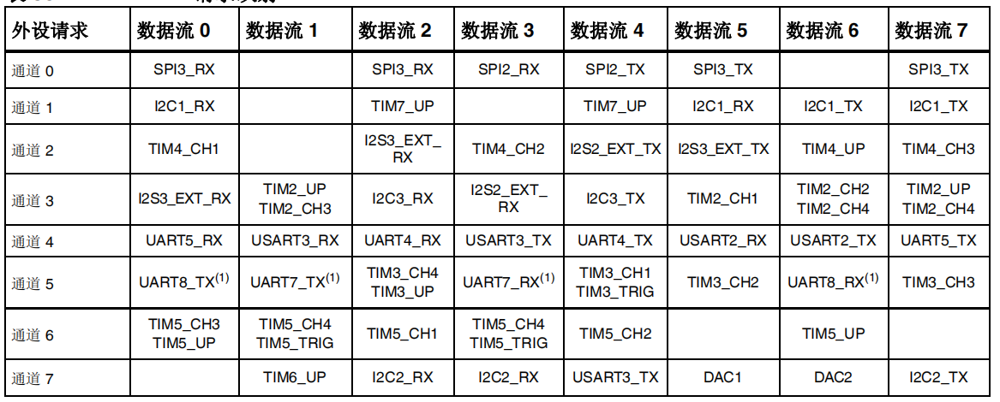 外设请求 数据流 0 数据流 1 数据流 2 数据流 3 数据流 4 数据流 5 数据流 6 数据流 7
通道 0 SPI3_RX SPI3_RX SPI2_RX SPI2_TX SPI3_TX SPI3_TX
通道 1 I2C1_RX TIM7_UP TIM7_UP I2C1_RX I2C1_TX I2C1_TX
通道 2 TIM4_CH1 I2S3_EXT_ TIM4_CH2 I2S2_EXT_TX I2S3_EXT_TX TIM4_UP TIM4_CH3
RX
通道 3 I2S3_EXT_RX TIM2_UP I2C3_RX I2S2_EXT_ I2C3_TX TIM2_CH1 TIM2_CH2 TIM2_UP
TIM2_CH3 RX TIM2_CH4 TIM2_CH4
通道 4 UART5_RX USART3_RX UART4_RX USART3_TX UART4_TX USART2_RX USART2_TX UART5_TX
通道 5 UART8_TX(1) UART7_TX(1) TIM3_CH4 UART7_RX(1) TIM3_CH1 TIM3_CH2 UART8_RX(1) TIM3_CH3
TIM3_UP TIM3_TRIG
通道 6 TIM5_CH3 TIM5_CH4 TIM5_CH1 TIM5_CH4 TIM5_CH2 TIM5_UP
TIM5_UP TIM5_TRIG TIM5_TRIG
通道 7 TIM6_UP I2C2_RX I2C2_RX USART3_TX DAC1 DAC2 I2C2_TX